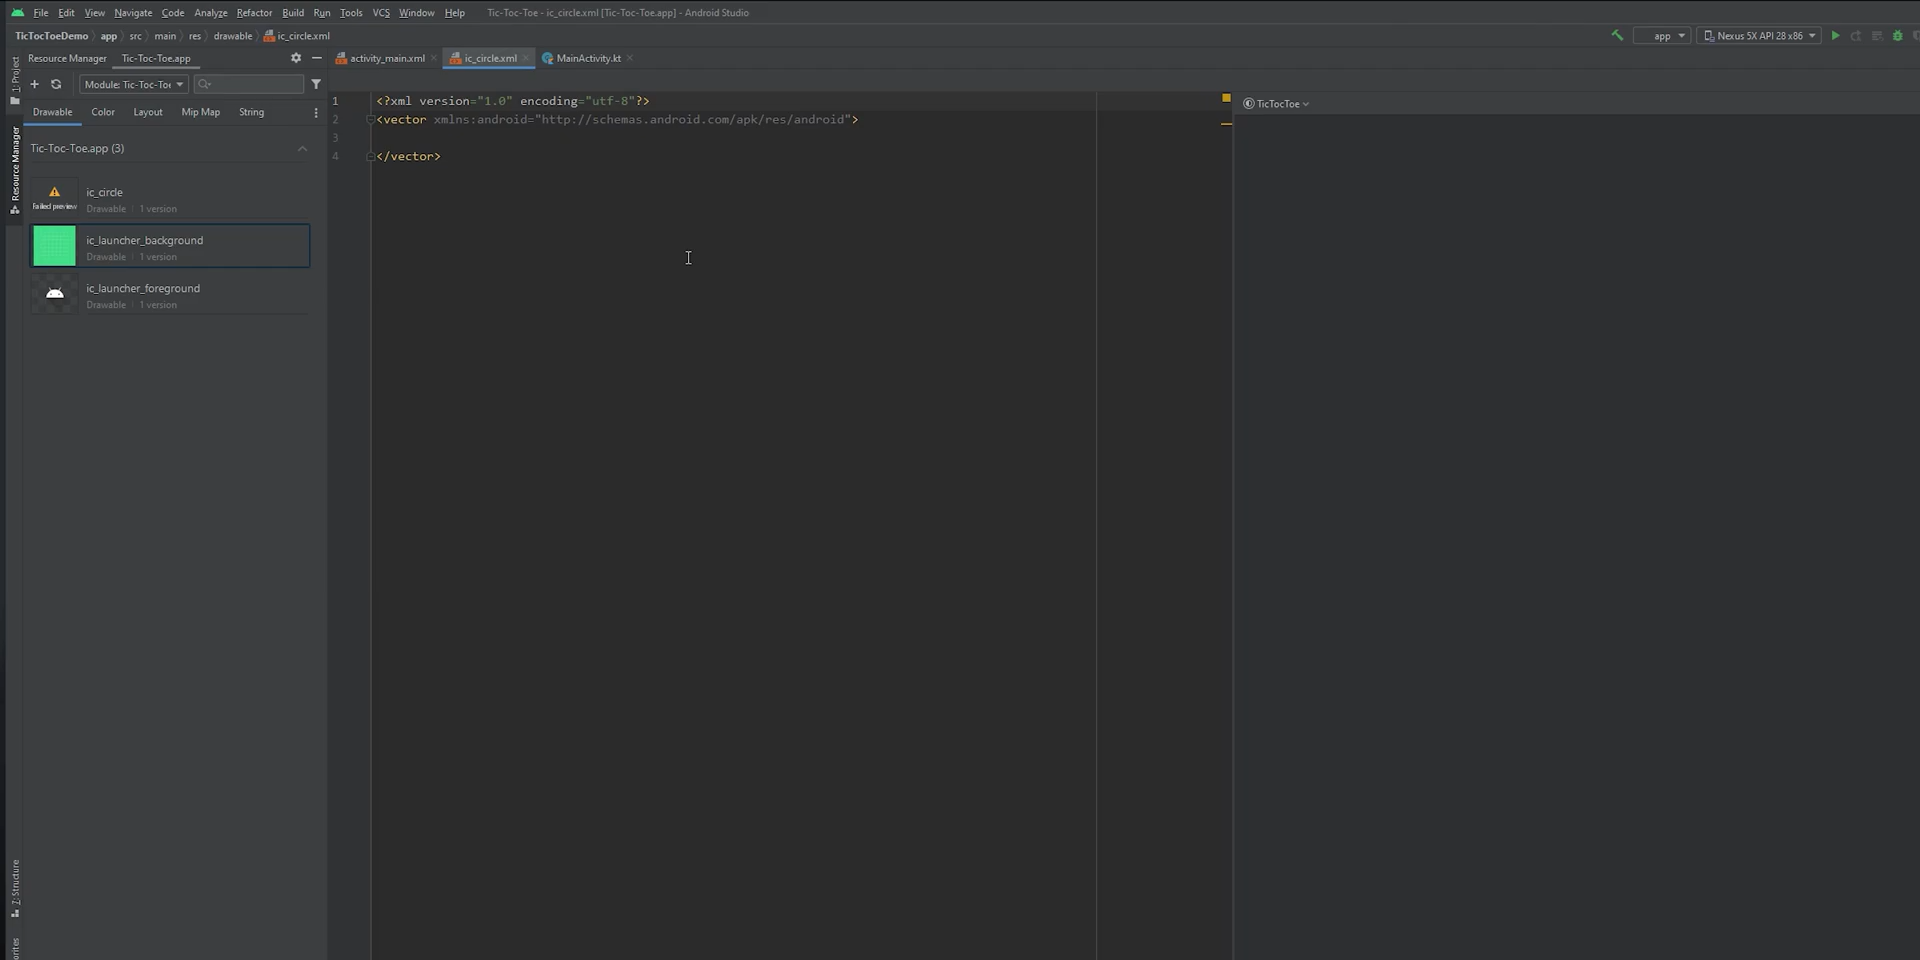 File Edit View Navigate Code Analyze Refactor Build Run Tools VCS Window Help Tic-Toc-Toe - ic_circle.xml [Tic-Toc-Toe.app] - Android Studio
TicTocToeDemo app src main res drawable ic_circle.xml app Nexus 5X API 28 x86
1: Project
Resource Manager Tic-Toc-Toe.app
activity_main.xml ic_circle.xml MainActivity.kt
Module: Tic-Toc-Toe
Drawable Color Layout Mip Map String
Resource Manager
Tic-Toc-Toe.app (3)
ic_circle
Failed preview
Drawable 1 version
ic_launcher_background
Drawable 1 version
ic_launcher_foreground
Drawable 1 version
1 <?xml version="1.0" encoding="utf-8"?>
2 <vector xmlns:android="http://schemas.android.com/apk/res/android">
3
4 </vector>
TicTocToe
Z: Structure